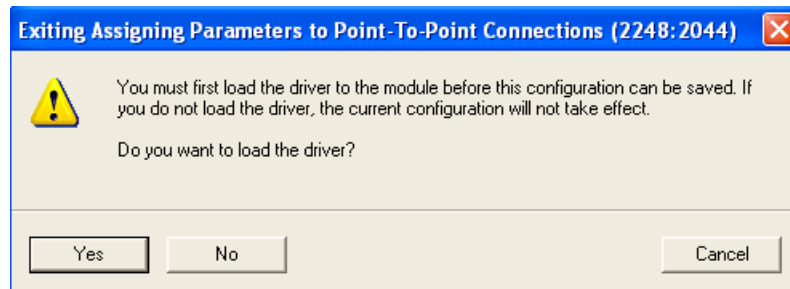 Exiting Assigning Parameters to Point-To-Point Connections (2248:2044)
You must first load the driver to the module before this configuration can be saved. If
you do not load the driver, the current configuration will not take effect.
Do you want to load the driver?
Yes No Cancel